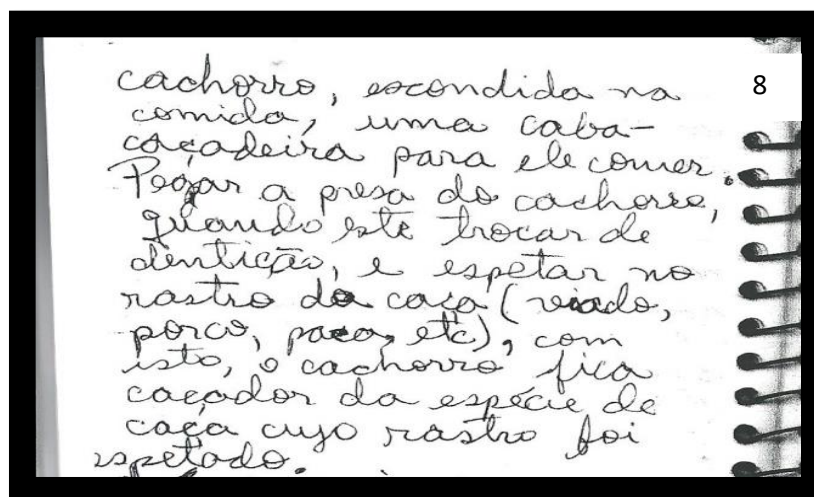 8
cachorro, escondida na
comida, uma caba-
caçadeira para ele comer.
Pegar a presa do cachorro,
quando este trocar de
dentição, e espetar no
rastro da caça (viado,
porco, paca, etc), com
isto, o cachorro fica
caçador da espécie de
caça cujo rastro foi
espetado.